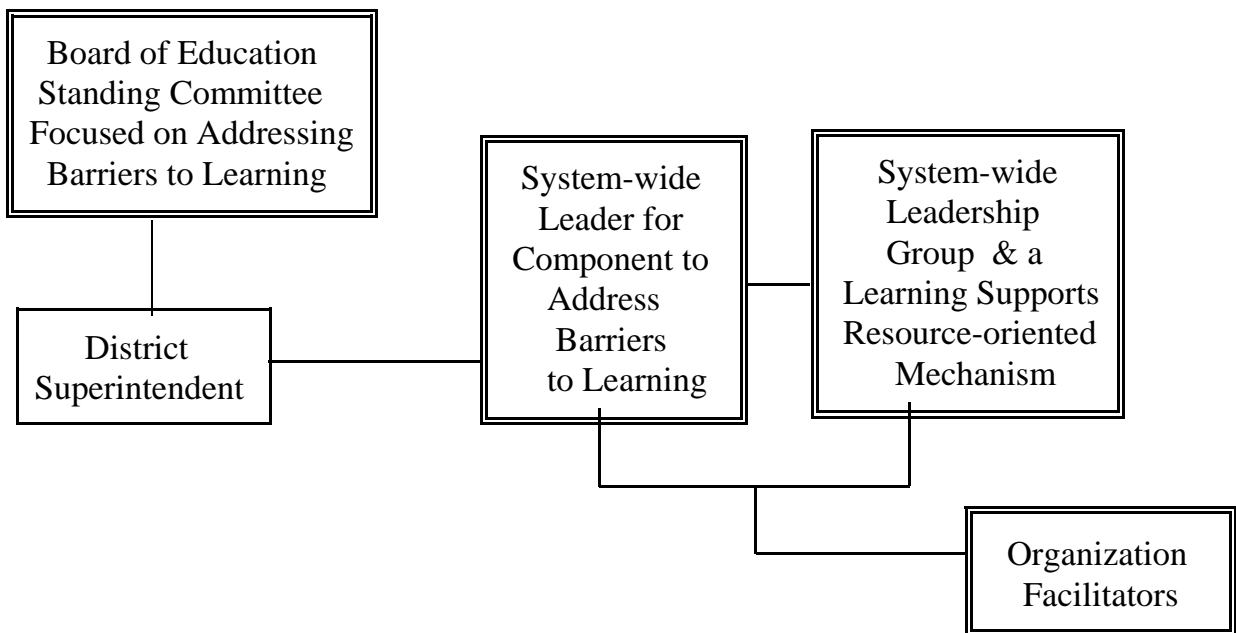 Board of Education
Standing Committee
Focused on Addressing
Barriers to Learning
District
Superintendent
System-wide
Leader for
Component to
Address
Barriers
to Learning
System-wide
Leadership
Group & a
Learning Supports
Resource-oriented
Mechanism
Organization
Facilitators